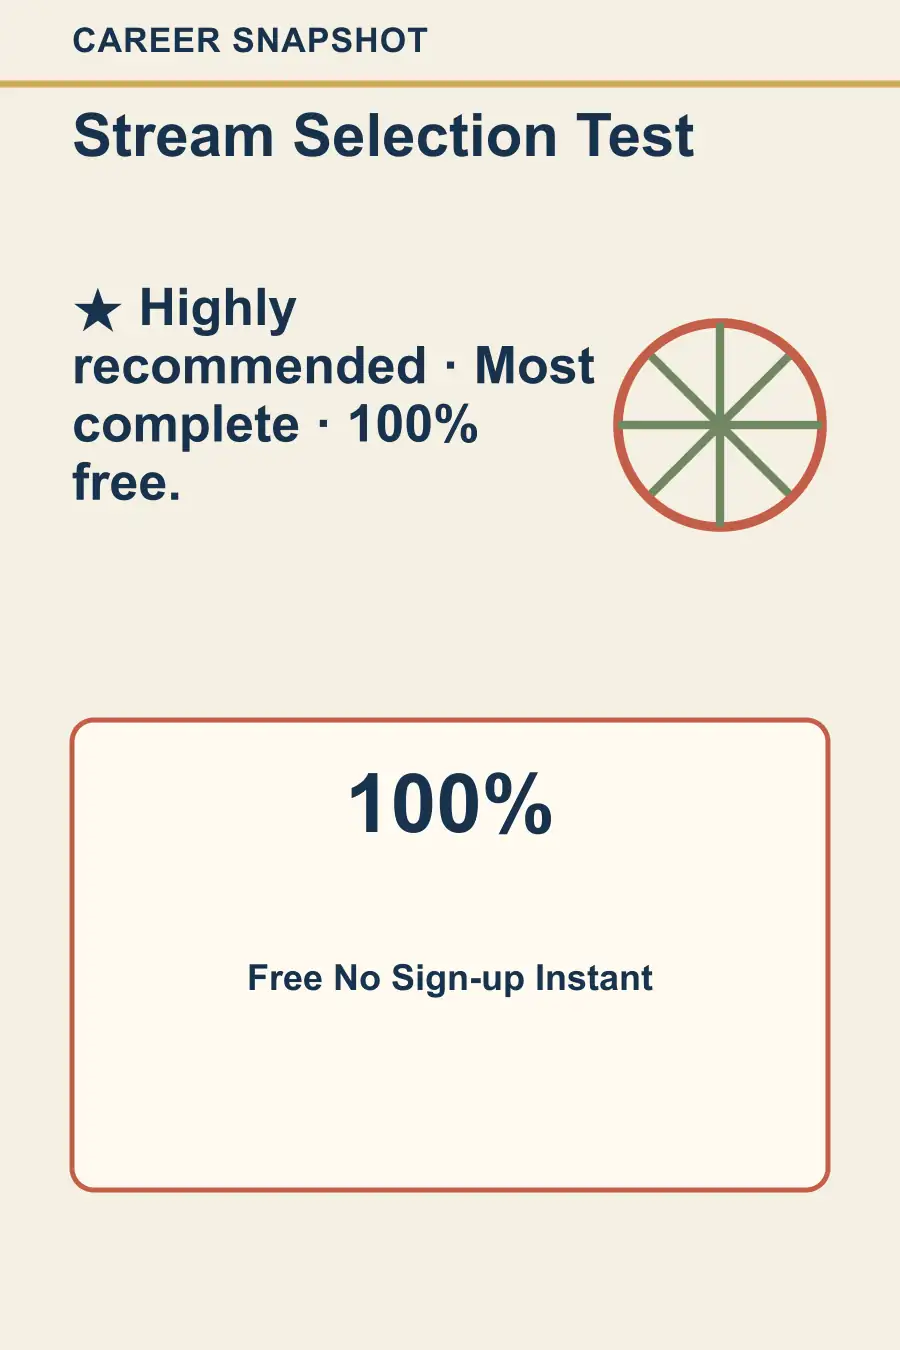 CAREER SNAPSHOT
Stream Selection Test
★ Highly
recommended · Most
complete · 100%
free.
100%
Free No Sign-up Instant